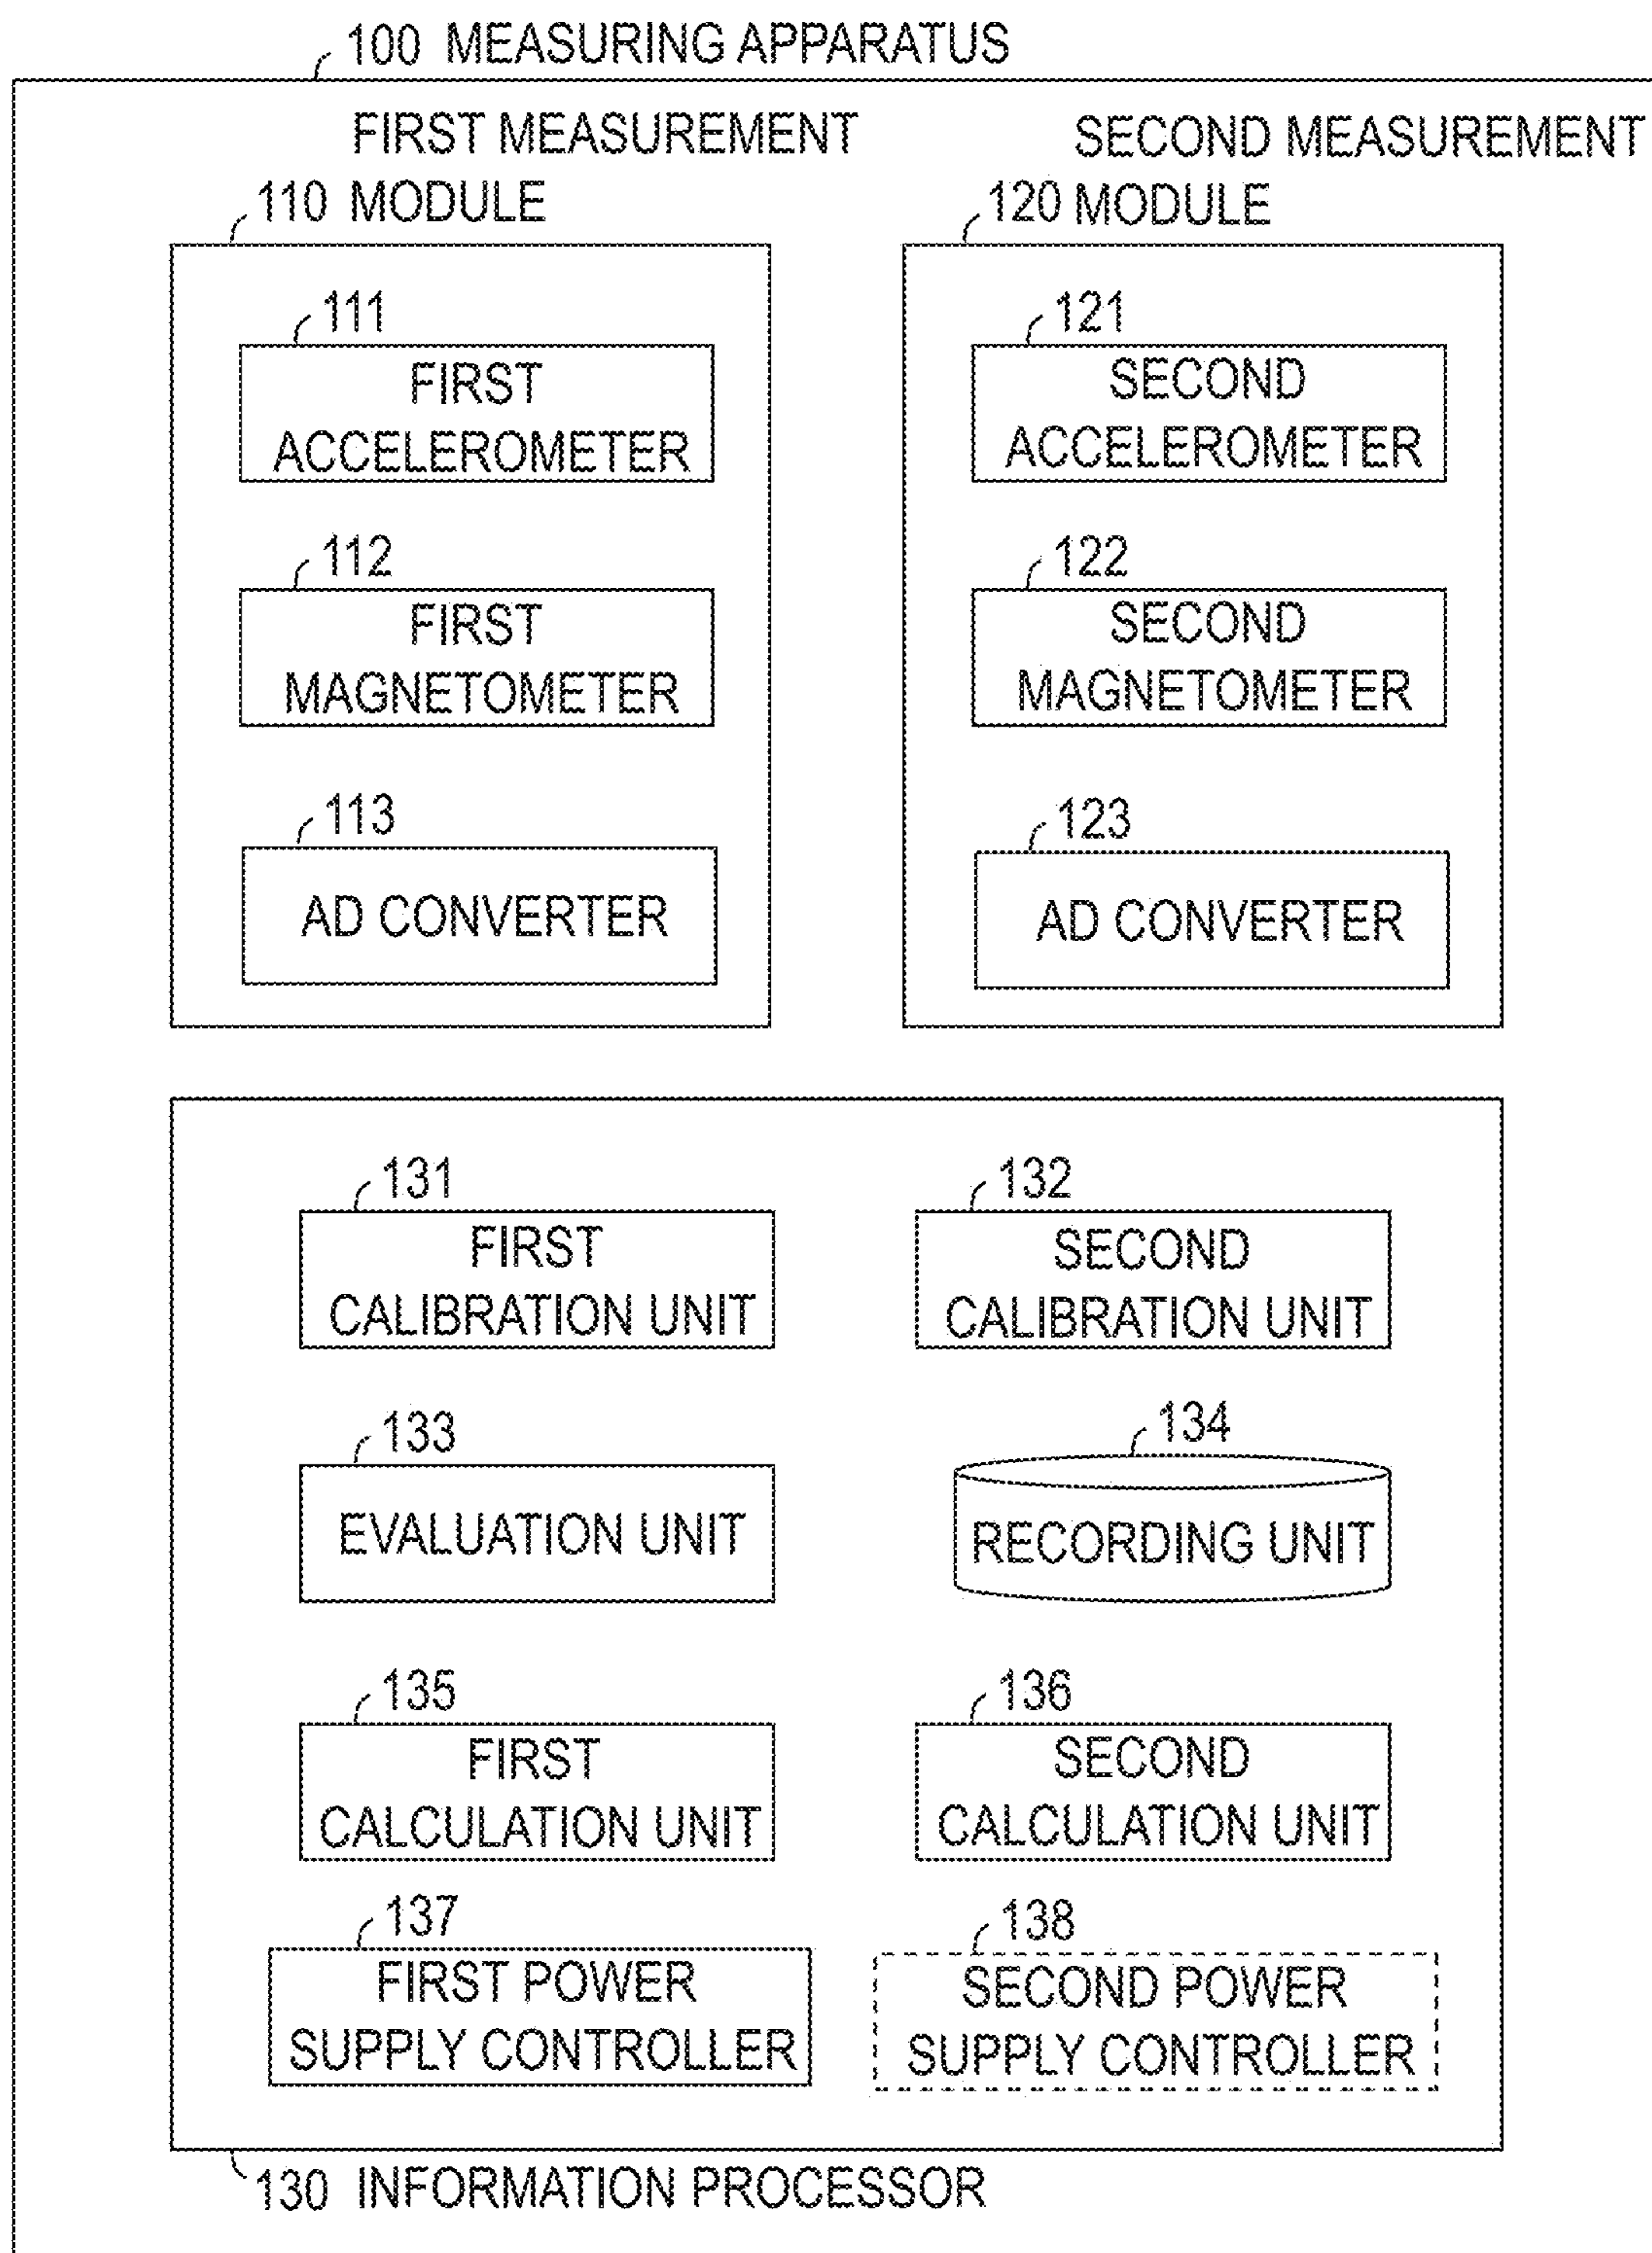 100 MEASURING APPARATUS
FIRST MEASUREMENT
110 MODULE
111
FIRST
ACCELEROMETER
112
FIRST
MAGNETOMETER
113
AD CONVERTER
SECOND MEASUREMENT
120 MODULE
121
SECOND
ACCELEROMETER
122
SECOND
MAGNETOMETER
123
AD CONVERTER
131
FIRST
CALIBRATION UNIT
132
SECOND
CALIBRATION UNIT
133
EVALUATION UNIT
134
RECORDING UNIT
135
FIRST
CALCULATION UNIT
136
SECOND
CALCULATION UNIT
137
FIRST POWER
SUPPLY CONTROLLER
138
SECOND POWER
SUPPLY CONTROLLER
130 INFORMATION PROCESSOR